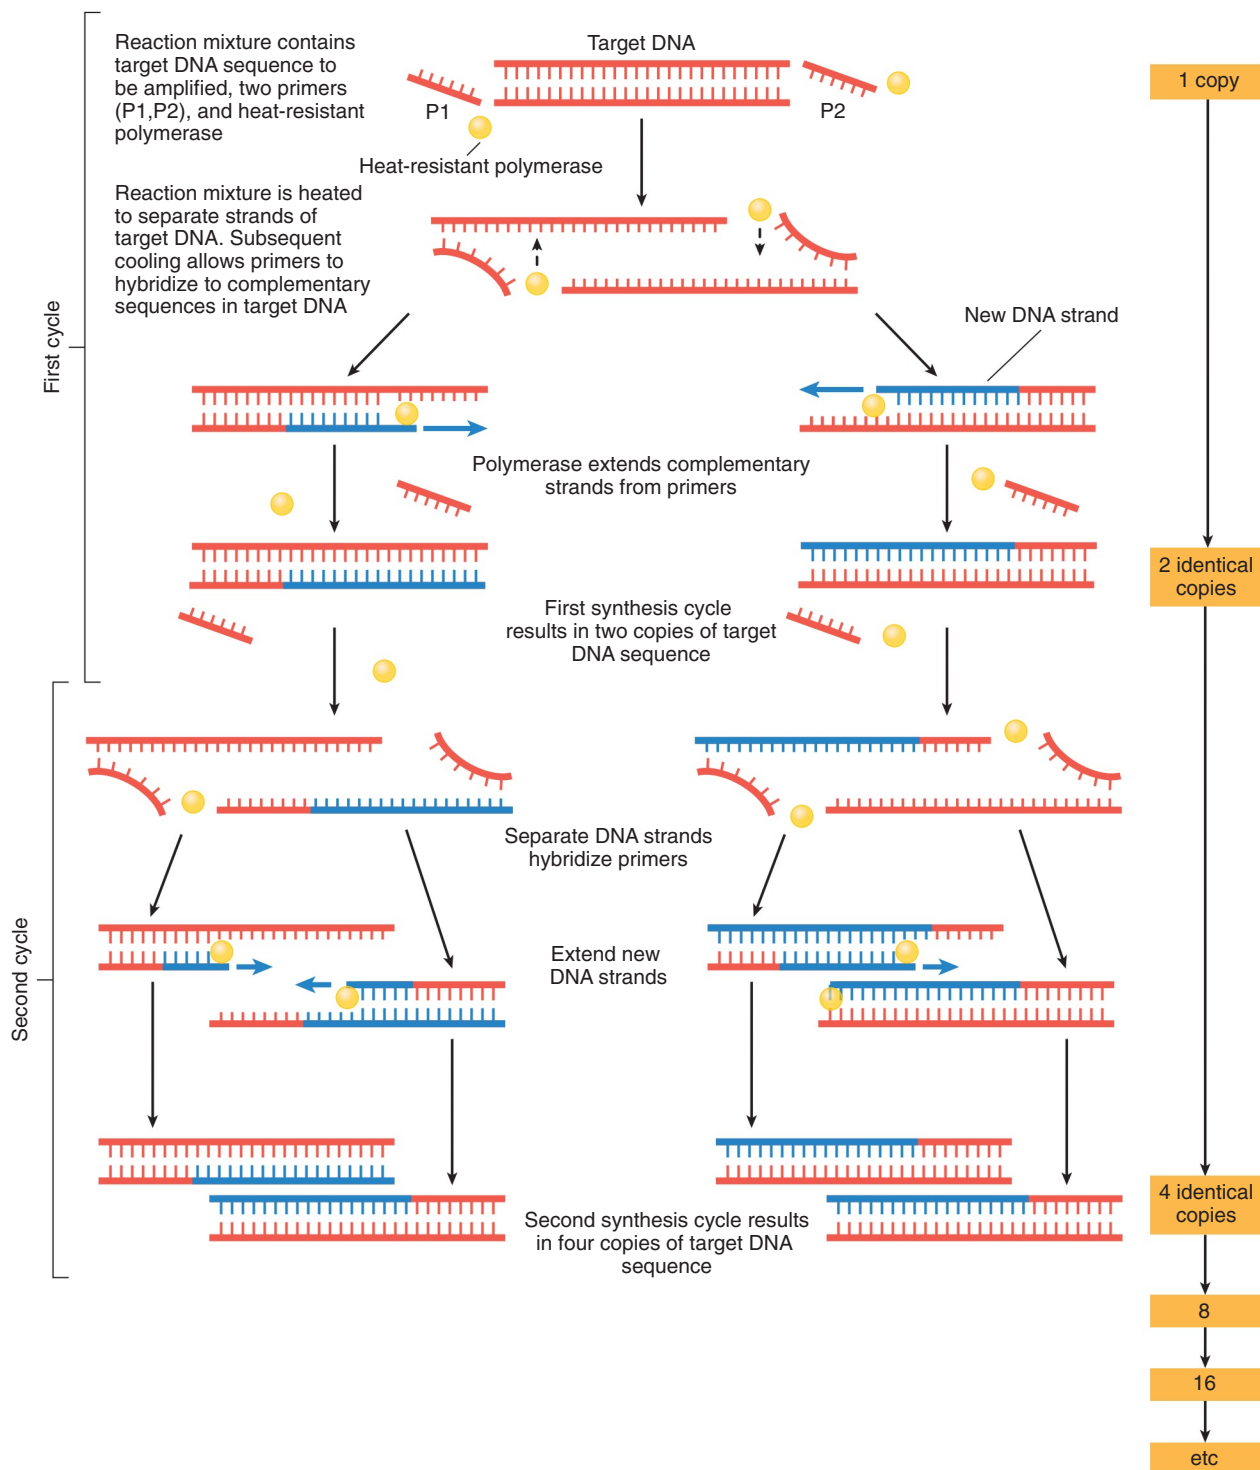 Reaction mixture contains
target DNA sequence to
be amplified, two primers
(P1,P2), and heat-resistant
polymerase
Target DNA
P1
P2
Heat-resistant polymerase
1 copy
Reaction mixture is heated
to separate strands of
target DNA. Subsequent
cooling allows primers to
hybridize to complementary
sequences in target DNA
First cycle
New DNA strand
Polymerase extends complementary
strands from primers
2 identical
copies
First synthesis cycle
results in two copies of target
DNA sequence
Second cycle
Separate DNA strands
hybridize primers
Extend new
DNA strands
4 identical
copies
Second synthesis cycle results
in four copies of target DNA
sequence
8
16
etc